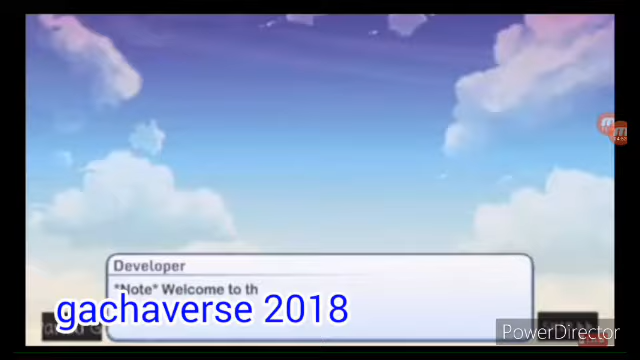 Developer
*Note* Welcome to th
gachaverse 2018
PowerDirector